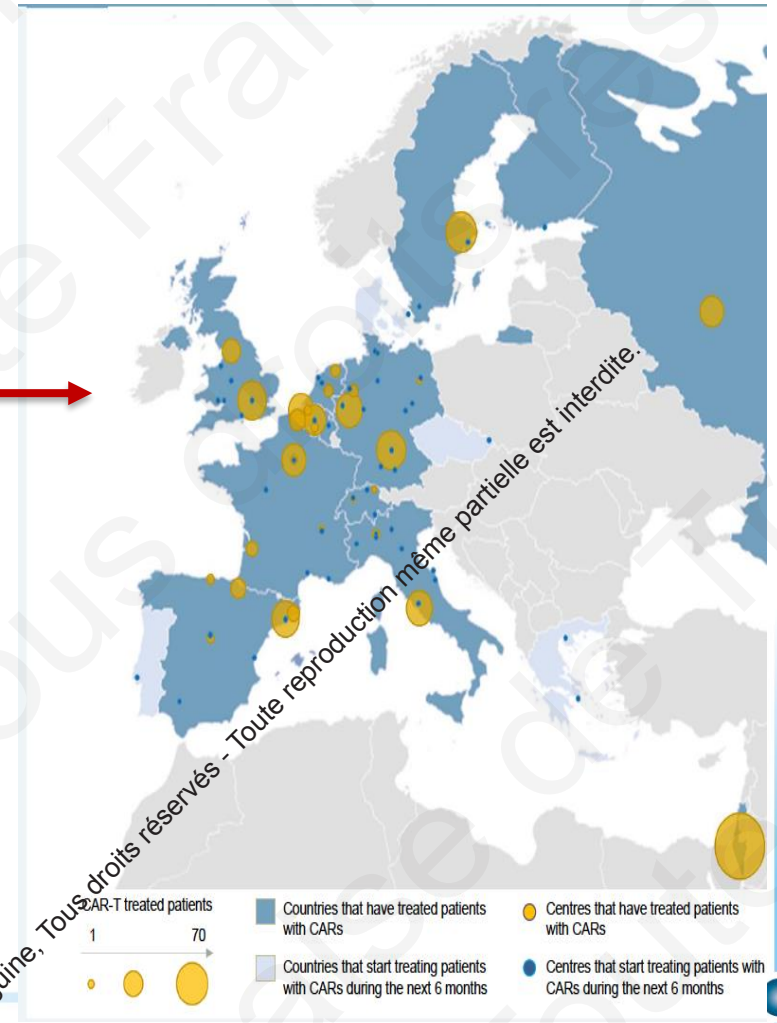 dine, Tous droits réservés - Toute reproduction même partielle est interdite.
CAR-T treated patients
1 70
Countries that have treated patients
with CARs
Countries that start treating patients
with CARs during the next 6 months
Centres that have treated patients
with CARs
Centres that start treating patients with
CARs during the next 6 months